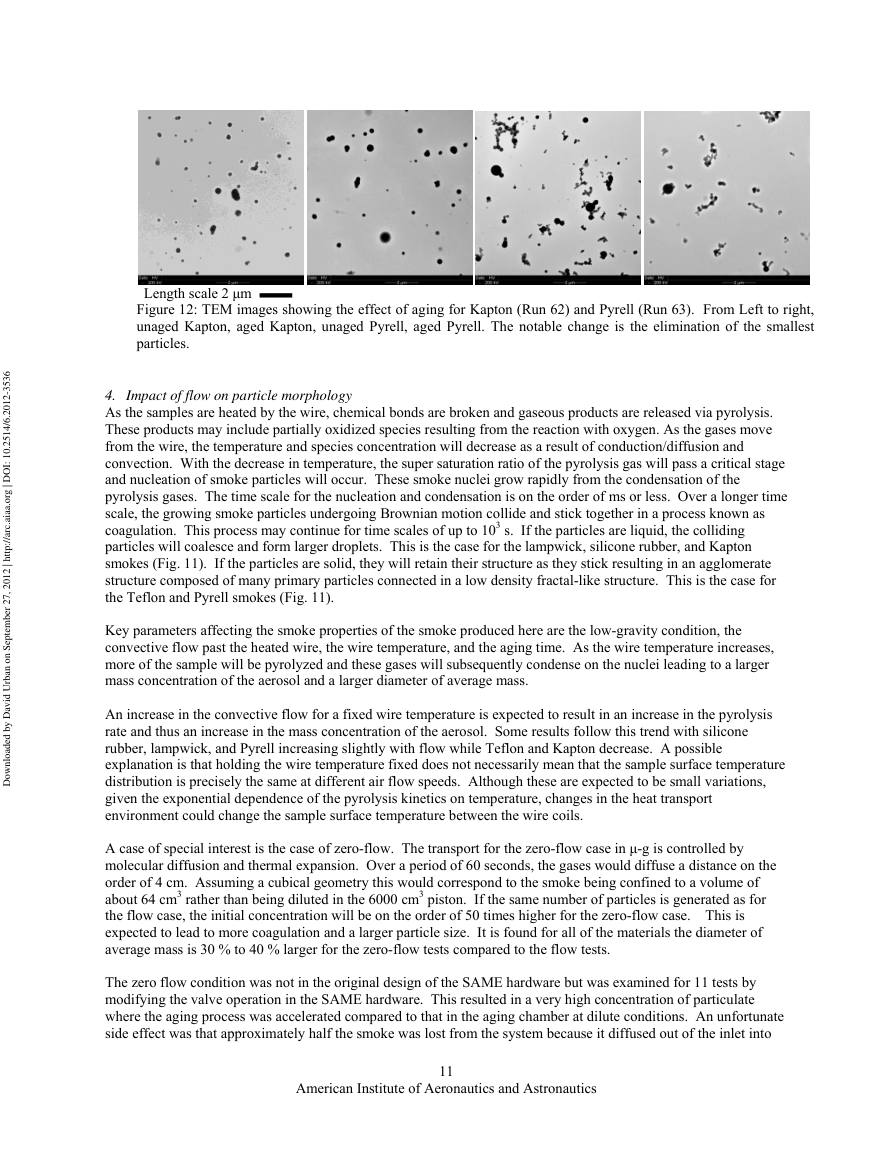 Length scale 2 μm
Figure 12: TEM images showing the effect of aging for Kapton (Run 62) and Pyrell (Run 63).  From Left to right,
unaged Kapton, aged Kapton, unaged Pyrell, aged Pyrell. The notable change is the elimination of the smallest
particles.
4.   Impact of flow on particle morphology
As the samples are heated by the wire, chemical bonds are broken and gaseous products are released via pyrolysis.
These products may include partially oxidized species resulting from the reaction with oxygen. As the gases move
from the wire, the temperature and species concentration will decrease as a result of conduction/diffusion and
convection.  With the decrease in temperature, the super saturation ratio of the pyrolysis gas will pass a critical stage
and nucleation of smoke particles will occur.  These smoke nuclei grow rapidly from the condensation of the
pyrolysis gases.  The time scale for the nucleation and condensation is on the order of ms or less.  Over a longer time
scale, the growing smoke particles undergoing Brownian motion collide and stick together in a process known as
coagulation.  This process may continue for time scales of up to 10³ s.  If the particles are liquid, the colliding
particles will coalesce and form larger droplets.  This is the case for the lampwick, silicone rubber, and Kapton
smokes (Fig. 11).  If the particles are solid, they will retain their structure as they stick resulting in an agglomerate
structure composed of many primary particles connected in a low density fractal-like structure.  This is the case for
the Teflon and Pyrell smokes (Fig. 11).
Key parameters affecting the smoke properties of the smoke produced here are the low-gravity condition, the
convective flow past the heated wire, the wire temperature, and the aging time.  As the wire temperature increases,
more of the sample will be pyrolyzed and these gases will subsequently condense on the nuclei leading to a larger
mass concentration of the aerosol and a larger diameter of average mass.
An increase in the convective flow for a fixed wire temperature is expected to result in an increase in the pyrolysis
rate and thus an increase in the mass concentration of the aerosol.  Some results follow this trend with silicone
rubber, lampwick, and Pyrell increasing slightly with flow while Teflon and Kapton decrease.  A possible
explanation is that holding the wire temperature fixed does not necessarily mean that the sample surface temperature
distribution is precisely the same at different air flow speeds.  Although these are expected to be small variations,
given the exponential dependence of the pyrolysis kinetics on temperature, changes in the heat transport
environment could change the sample surface temperature between the wire coils.
A case of special interest is the case of zero-flow.  The transport for the zero-flow case in μ-g is controlled by
molecular diffusion and thermal expansion.  Over a period of 60 seconds, the gases would diffuse a distance on the
order of 4 cm.  Assuming a cubical geometry this would correspond to the smoke being confined to a volume of
about 64 cm³ rather than being diluted in the 6000 cm³ piston.  If the same number of particles is generated as for
the flow case, the initial concentration will be on the order of 50 times higher for the zero-flow case.    This is
expected to lead to more coagulation and a larger particle size.  It is found for all of the materials the diameter of
average mass is 30 % to 40 % larger for the zero-flow tests compared to the flow tests.
The zero flow condition was not in the original design of the SAME hardware but was examined for 11 tests by
modifying the valve operation in the SAME hardware.  This resulted in a very high concentration of particulate
where the aging process was accelerated compared to that in the aging chamber at dilute conditions.  An unfortunate
side effect was that approximately half the smoke was lost from the system because it diffused out of the inlet into
11
American Institute of Aeronautics and Astronautics
Downloaded by David Urban on September 27, 2012 | http://arc.aiaa.org | DOI: 10.2514/6.2012-3536